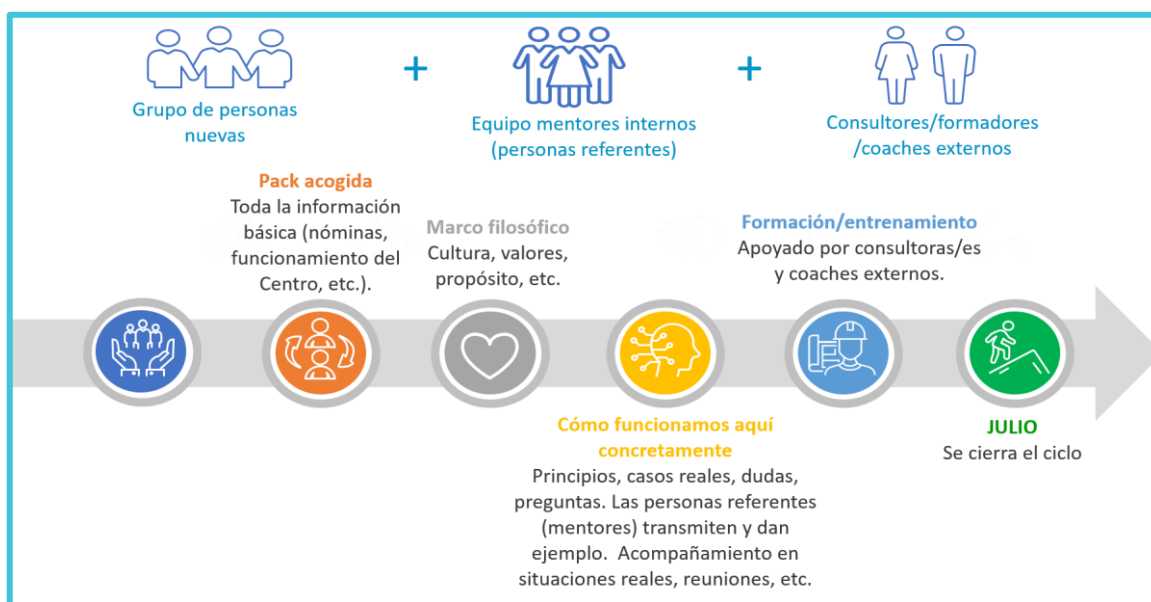 Grupo de personas
nuevas
+
Equipo mentores internos
(personas referentes)
+
Consultores/formadores
/coaches externos
Pack acogida
Toda la información
básica (nóminas,
funcionamiento del
Centro, etc.).
Marco filosófico
Cultura, valores,
propósito, etc.
Formación/entrenamiento
Apoyado por consultoras/es
y coaches externos.
Cómo funcionamos aquí
concretamente
Principios, casos reales, dudas,
preguntas. Las personas referentes
(mentores) transmiten y dan
ejemplo.  Acompañamiento en
situaciones reales, reuniones, etc.
JULIO
Se cierra el ciclo